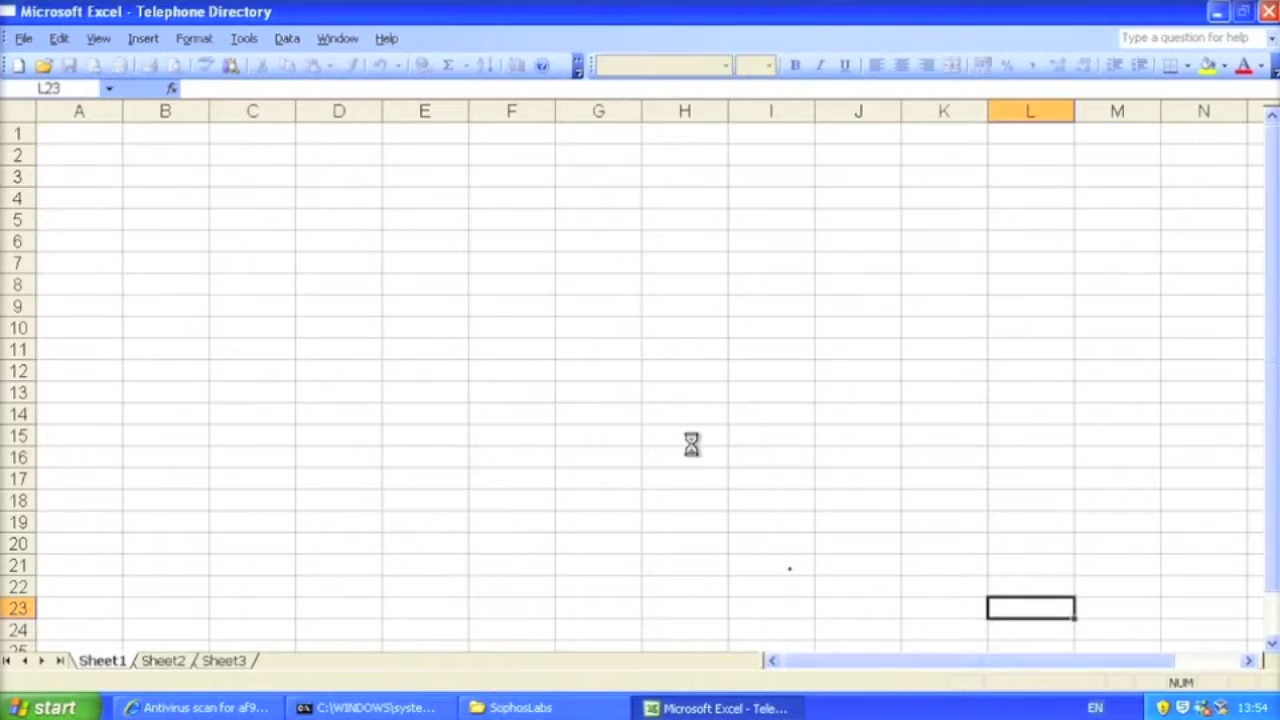 Microsoft Excel - Telephone Directory
File Edit View Insert Format Tools Data Window Help
Type a question for help
Σ B I U %
L23 fx
A B C D E F G H I J K L M N
1
2
3
4
5
6
7
8
9
10
11
12
13
14
15
16
17
18
19
20
21
22
23
24
25
Sheet1 Sheet2 Sheet3
NUM
start Antivirus scan for af9... C:\WINDOWS\syste... SophosLabs Microsoft Excel - Tele... EN 13:54